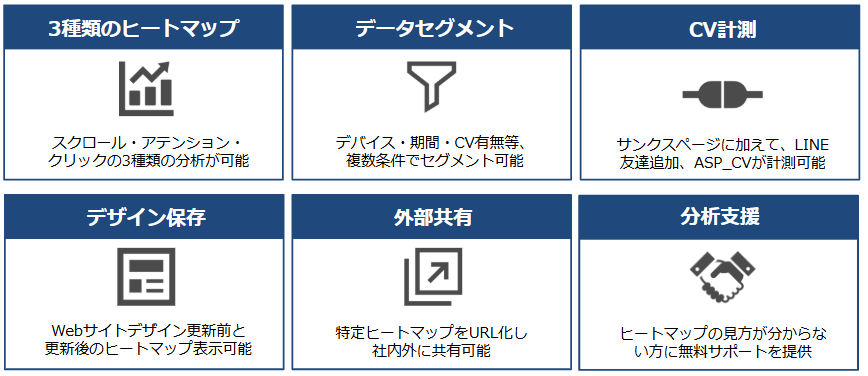 3種類のヒートマップ
スクロール・アテンション・
クリックの3種類の分析が可能
データセグメント
デバイス・期間・CV有無等、
複数条件でセグメント可能
CV計測
サンクスページに加えて、LINE
友達追加、ASP_CVが計測可能
デザイン保存
Webサイトデザイン更新前と
更新後のヒートマップ表示可能
外部共有
特定ヒートマップをURL化し
社内外に共有可能
分析支援
ヒートマップの見方が分からな
い方に無料サポートを提供